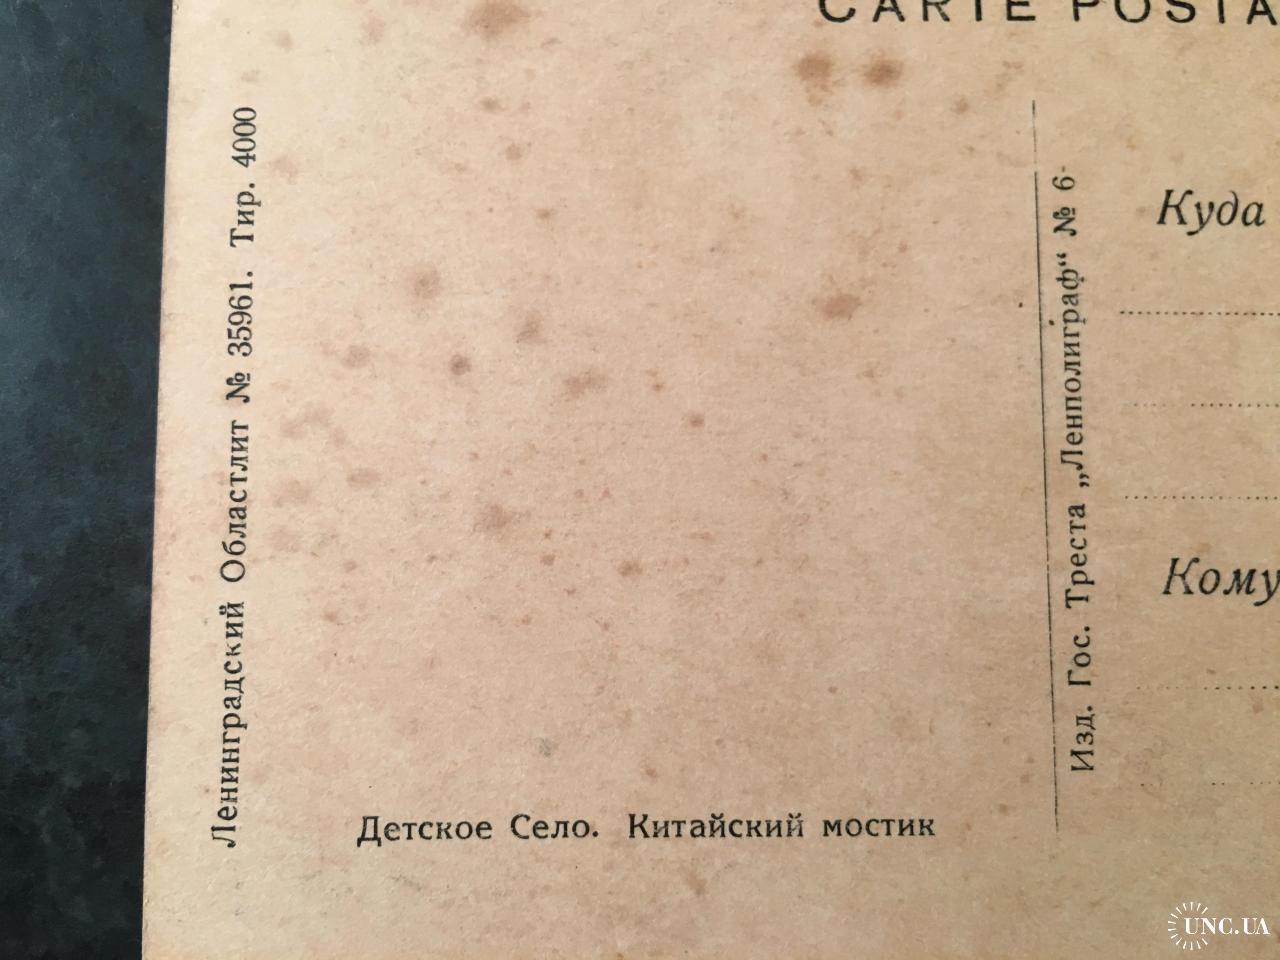 CARTE POSTA
Ленинградский Областлит № 35961. Тир. 4000
Изд. Гос. Треста „Ленполиграф“ № 6-
Куда
Кому
Детское Село. Китайский мостик
UNC.UA